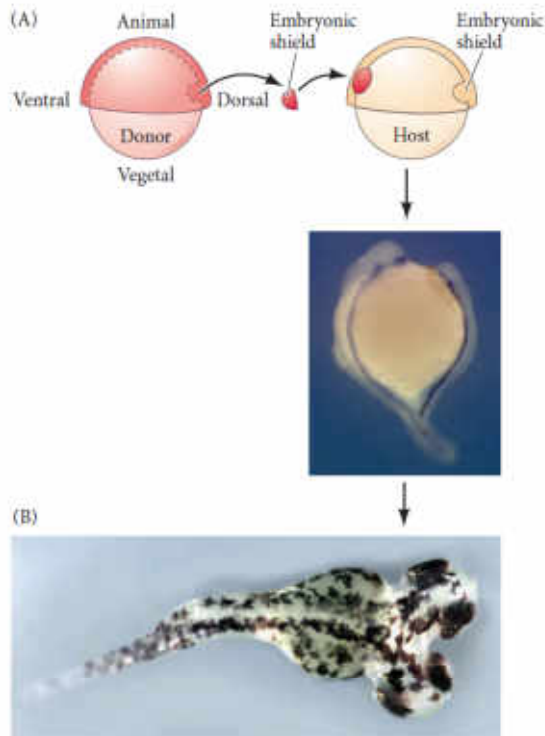 (A)
Animal
Embryonic
shield
Embryonic
shield
Ventral
Dorsal
Donor
Host
Vegetal
(B)